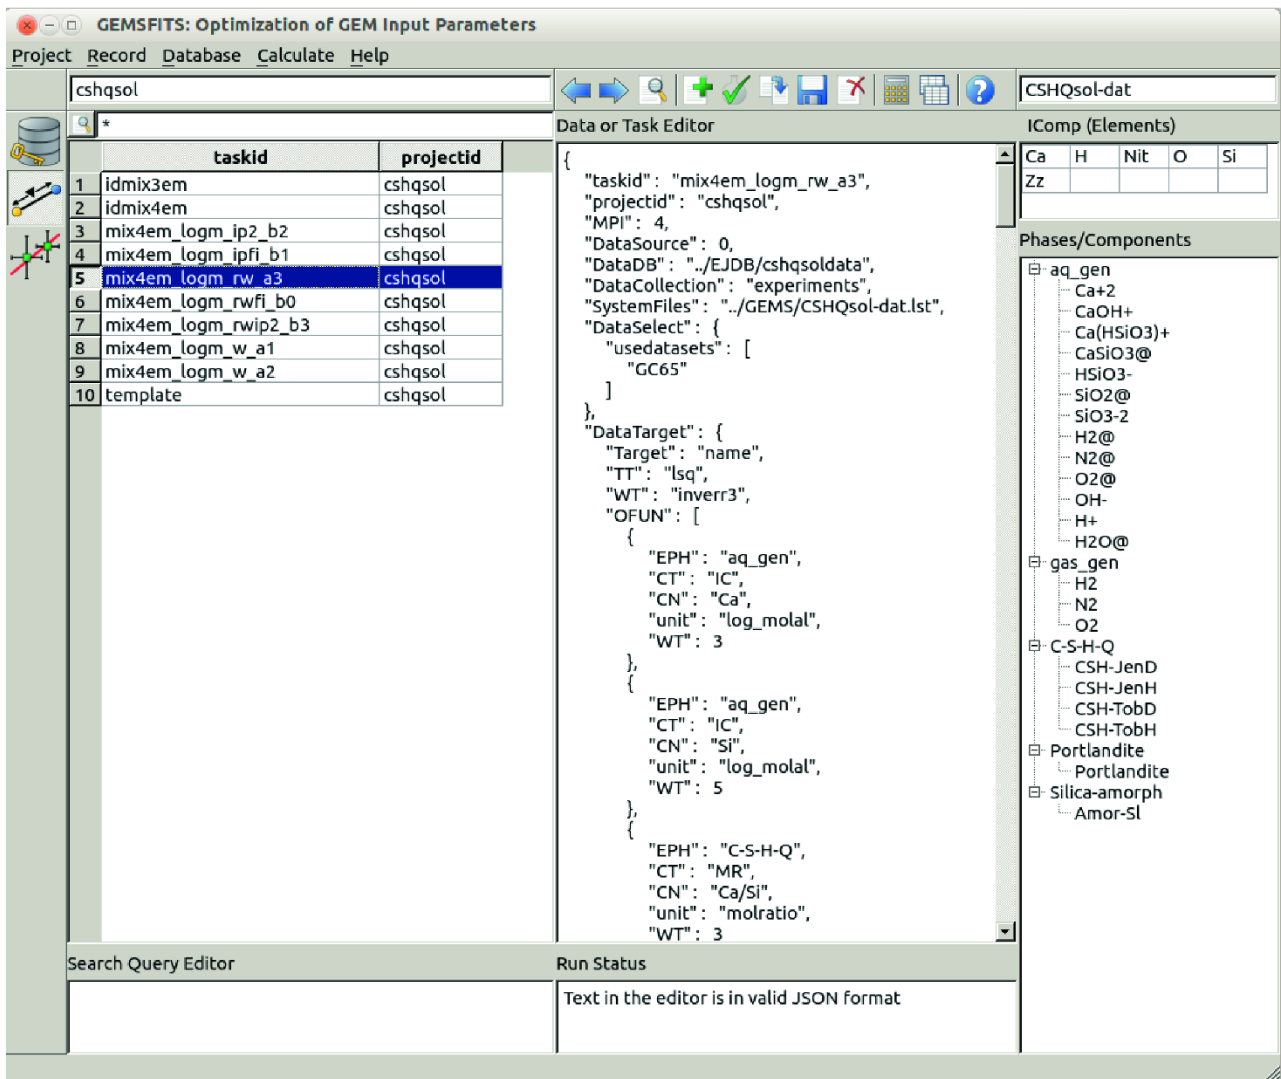 GEMSFITS: Optimization of GEM Input Parameters
Project Record Database Calculate Help
cshqsol
CSHQsol-dat
*
taskid projectid
1 idmix3em cshqsol
2 idmix4em cshqsol
3 mix4em_logm_ip2_b2 cshqsol
4 mix4em_logm_ipfi_b1 cshqsol
5 mix4em_logm_rw_a3 cshqsol
6 mix4em_logm_rwfi_b0 cshqsol
7 mix4em_logm_rwip2_b3 cshqsol
8 mix4em_logm_w_a1 cshqsol
9 mix4em_logm_w_a2 cshqsol
10 template cshqsol
Search Query Editor
Data or Task Editor
{
"taskid" : "mix4em_logm_rw_a3",
"projectid" : "cshqsol",
"MPI" : 4,
"DataSource" : 0,
"DataDB" : "../EJDB/cshqsoldata",
"DataCollection" : "experiments",
"SystemFiles" : "../GEMS/CSHQsol-dat.lst",
"DataSelect" : {
"usedatasets" : [
"GC65"
]
},
"DataTarget" : {
"Target" : "name",
"TT" : "lsq",
"WT" : "inverr3",
"OFUN" : [
{
"EPH" : "aq_gen",
"CT" : "IC",
"CN" : "Ca",
"unit" : "log_molal",
"WT" : 3
},
{
"EPH" : "aq_gen",
"CT" : "IC",
"CN" : "Si",
"unit" : "log_molal",
"WT" : 5
},
{
"EPH" : "C-S-H-Q",
"CT" : "MR",
"CN" : "Ca/Si",
"unit" : "molratio",
"WT" : 3
Run Status
Text in the editor is in valid JSON format
IComp (Elements)
Ca H Nit O Si
Zz
Phases/Components
aq_gen
Ca+2
CaOH+
Ca(HSiO3)+
CaSiO3@
HSiO3-
SiO2@
SiO3-2
H2@
N2@
O2@
OH-
H+
H2O@
gas_gen
H2
N2
O2
C-S-H-Q
CSH-JenD
CSH-JenH
CSH-TobD
CSH-TobH
Portlandite
Portlandite
Silica-amorph
Amor-Sl